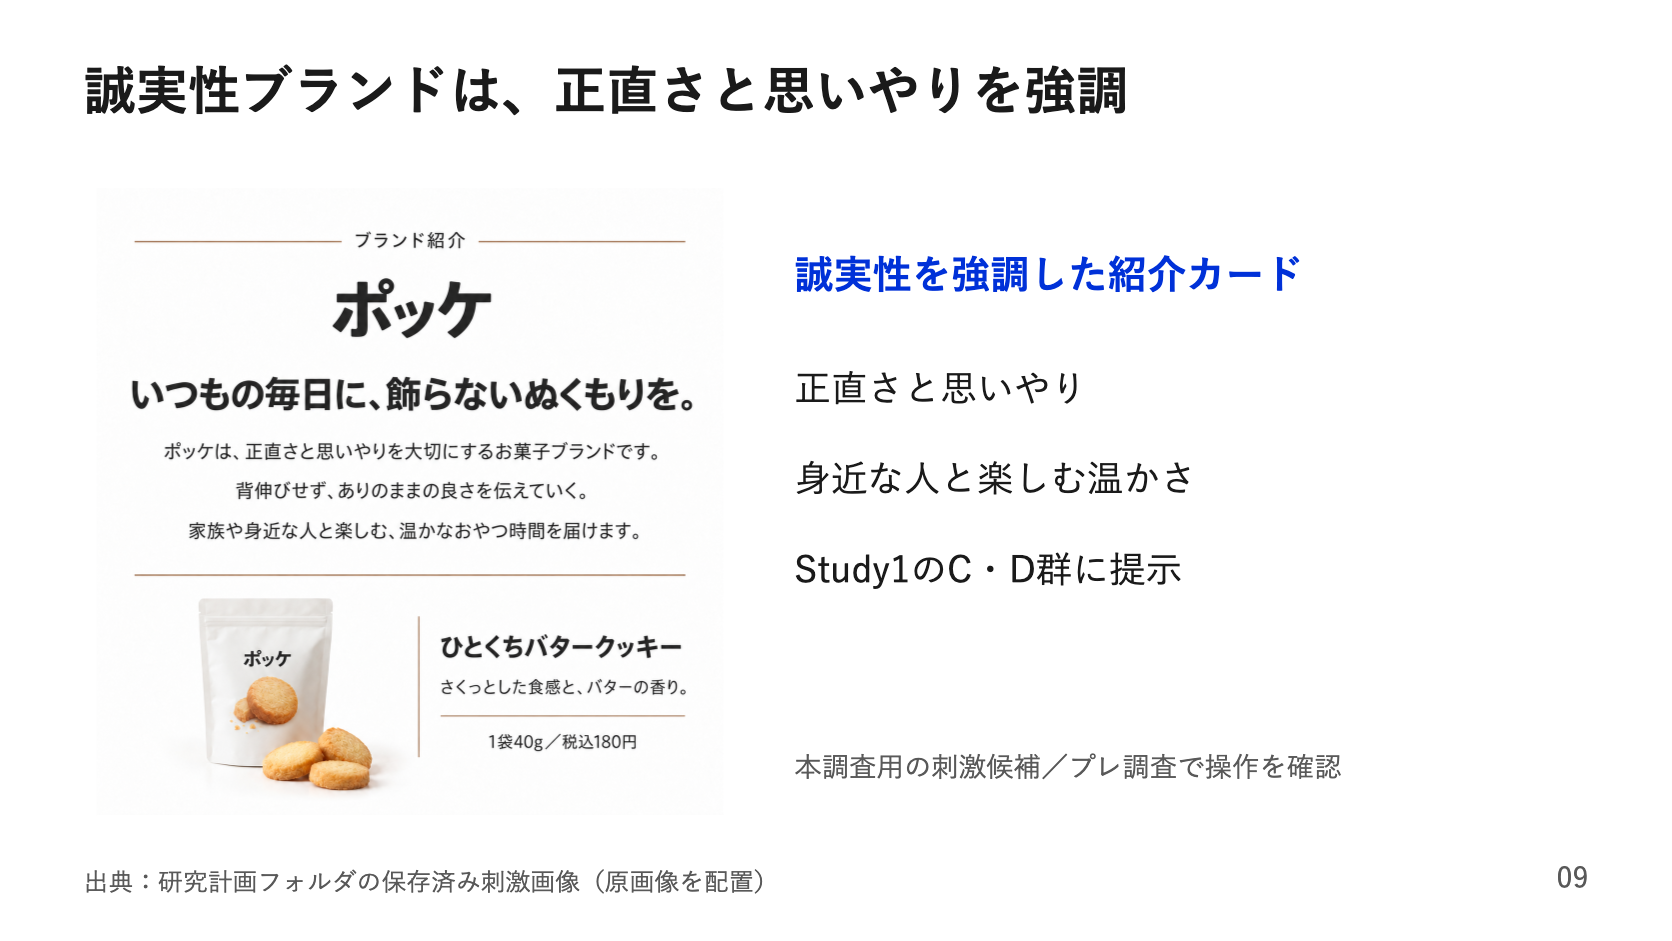 誠実性ブランドは、正直さと思いやりを強調
ブランド紹介
ポッケ
いつもの毎日に、飾らないぬくもりを。
ポッケは、正直さと思いやりを大切にするお菓子ブランドです。
背伸びせず、ありのままの良さを伝えていく。
家族や身近な人と楽しむ、温かなおやつ時間を届けます。
ポッケ
ひとくちバタークッキー
さくっとした食感と、バターの香り。
1袋40g／税込180円
誠実性を強調した紹介カード
正直さと思いやり
身近な人と楽しむ温かさ
Study1のC・D群に提示
本調査用の刺激候補／プレ調査で操作を確認
出典：研究計画フォルダの保存済み刺激画像（原画像を配置）
09